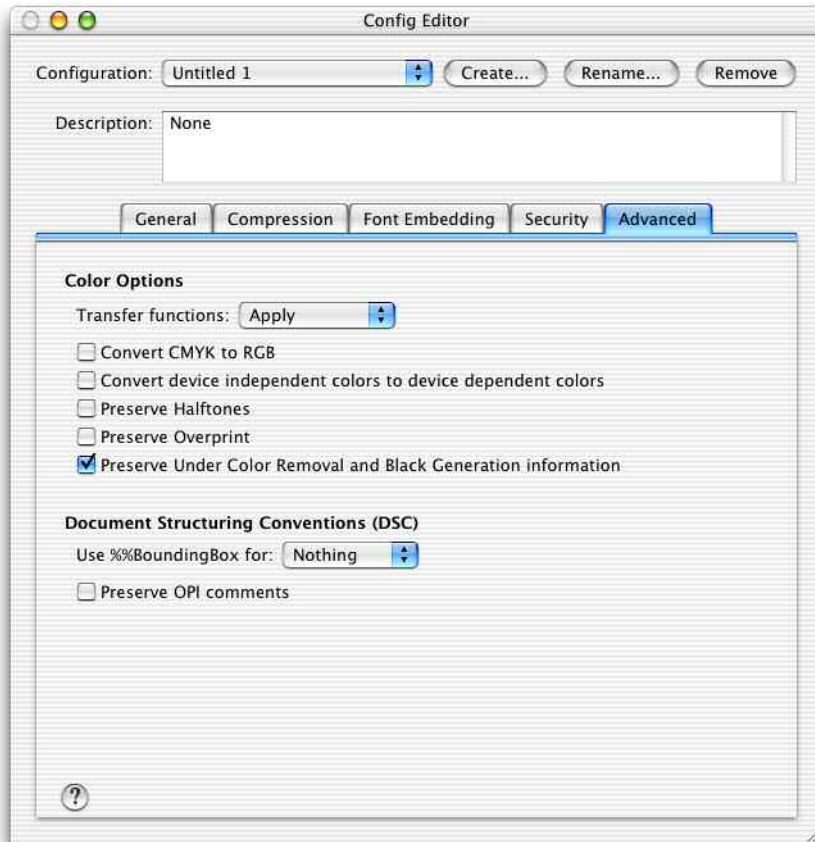 Config Editor
Configuration: Untitled 1 Create... Rename... Remove
Description: None
General Compression Font Embedding Security Advanced
Color Options
Transfer functions: Apply
Convert CMYK to RGB
Convert device independent colors to device dependent colors
Preserve Halftones
Preserve Overprint
Preserve Under Color Removal and Black Generation information
Document Structuring Conventions (DSC)
Use %%BoundingBox for: Nothing
Preserve OPI comments
?